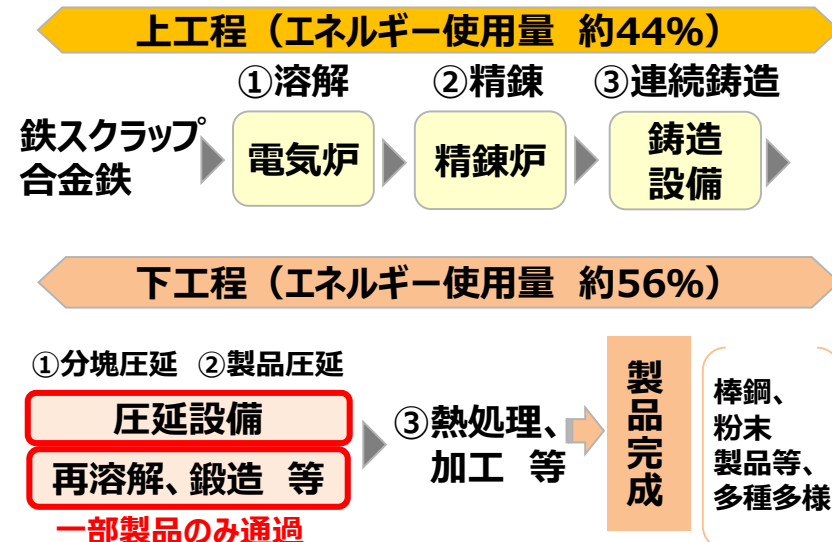 上工程（エネルギー使用量 約44%）
①溶解 ②精錬 ③連続鋳造
鉄スクラップ
合金鉄
電気炉
精錬炉
鋳造
設備
下工程（エネルギー使用量 約56%）
①分塊圧延 ②製品圧延
圧延設備
再溶解、鍛造 等
一部製品のみ通過
③熱処理、
加工 等
製品完成
棒鋼、
粉末
製品等、
多種多様